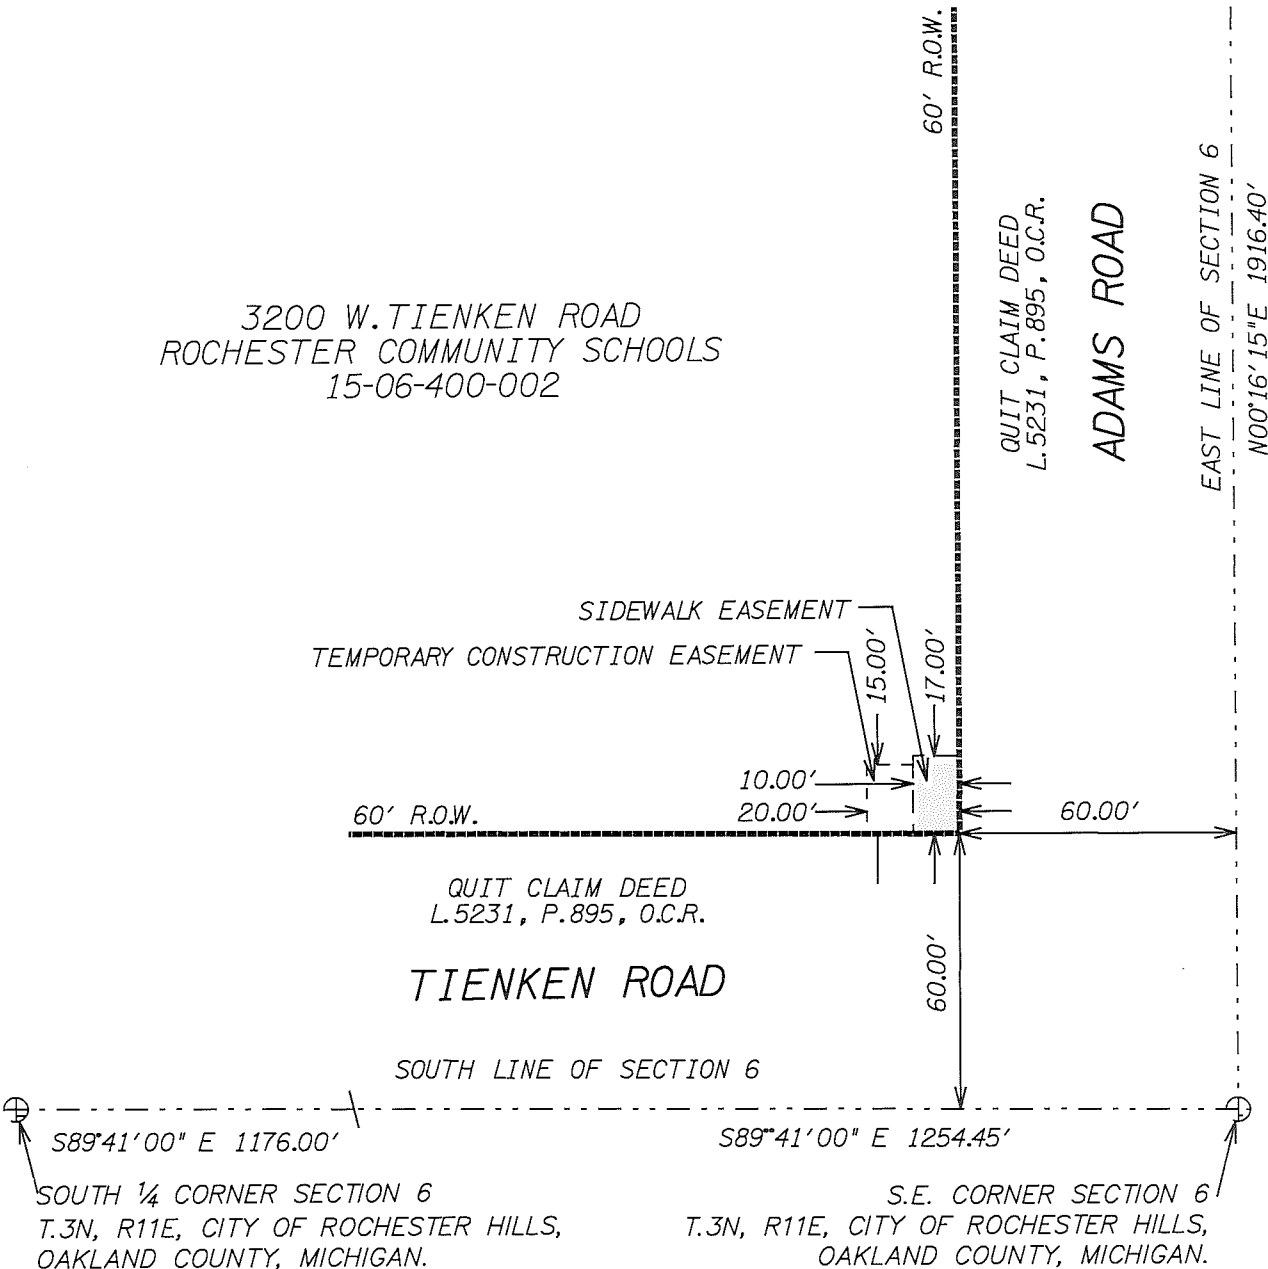 60' R.O.W.
EAST LINE OF SECTION 6
N00°16'15"E 1916.40'
QUIT CLAIM DEED
L.5231, P.895, O.C.R.
ADAMS ROAD
3200 W. TIENKEN ROAD
ROCHESTER COMMUNITY SCHOOLS
15-06-400-002
SIDEWALK EASEMENT
TEMPORARY CONSTRUCTION EASEMENT
15.00'
17.00'
10.00'
20.00'
60' R.O.W.
60.00'
QUIT CLAIM DEED
L.5231, P.895, O.C.R.
60.00'
TIENKEN ROAD
SOUTH LINE OF SECTION 6
S89°41'00" E 1176.00'
S89°41'00" E 1254.45'
SOUTH ¼ CORNER SECTION 6
T.3N, R11E, CITY OF ROCHESTER HILLS,
OAKLAND COUNTY, MICHIGAN.
S.E. CORNER SECTION 6
T.3N, R11E, CITY OF ROCHESTER HILLS,
OAKLAND COUNTY, MICHIGAN.